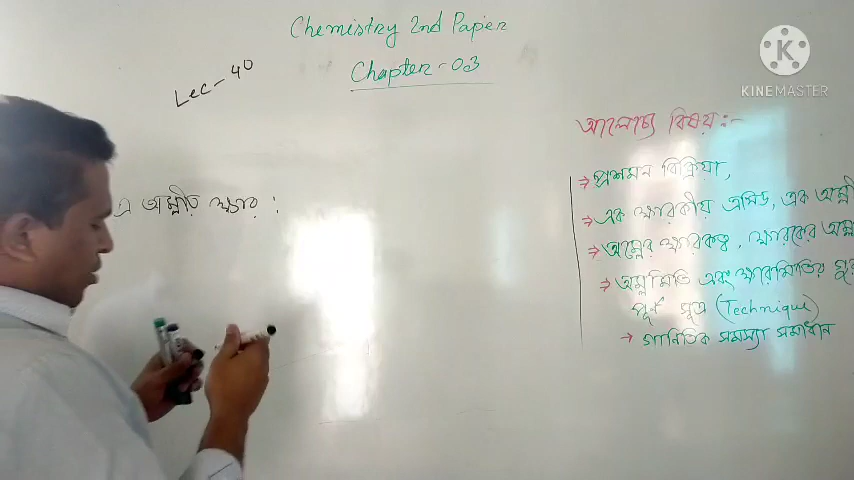 Chemistry 2nd Paper
Chapter-03
Lec-40
KINEMASTER
আলোচ্য বিষয়:-
⇒ প্রশমন বিক্রিয়া,
⇒ এক ক্ষারকীয় এসিড, এক অম্লী
⇒ অম্লের ক্ষারকত্ব, ক্ষারকের অম্ল
⇒ অম্লমিতি এবং ক্ষারমিতির
সূত্র (Technique)
→ গানিতিক সমস্যা সমাধান
এ অম্লীয় ক্ষার :